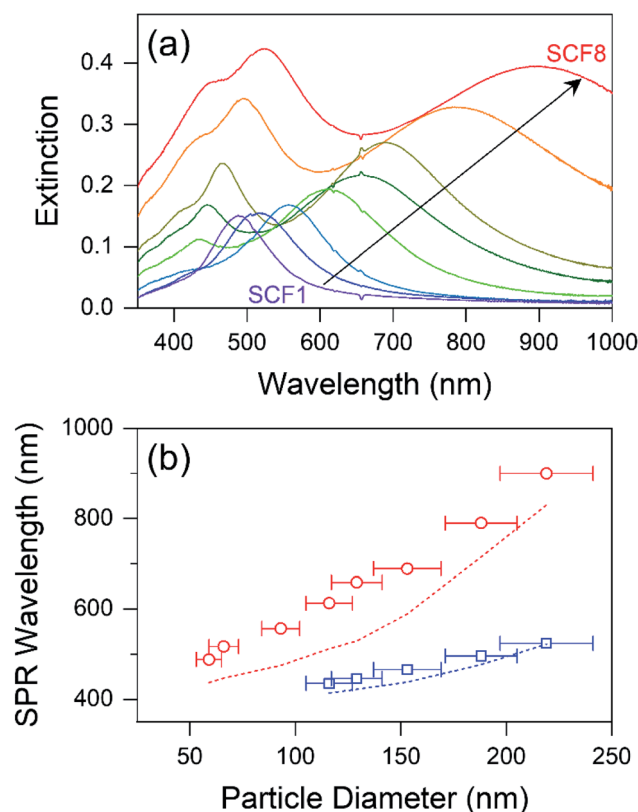 (a)
SCF8
0.4
0.3
0.2
0.1
0.0
Extinction
SCF1
400 500 600 700 800 900 1000
Wavelength (nm)
(b)
1000
800
600
400
SPR Wavelength (nm)
50 100 150 200 250
Particle Diameter (nm)